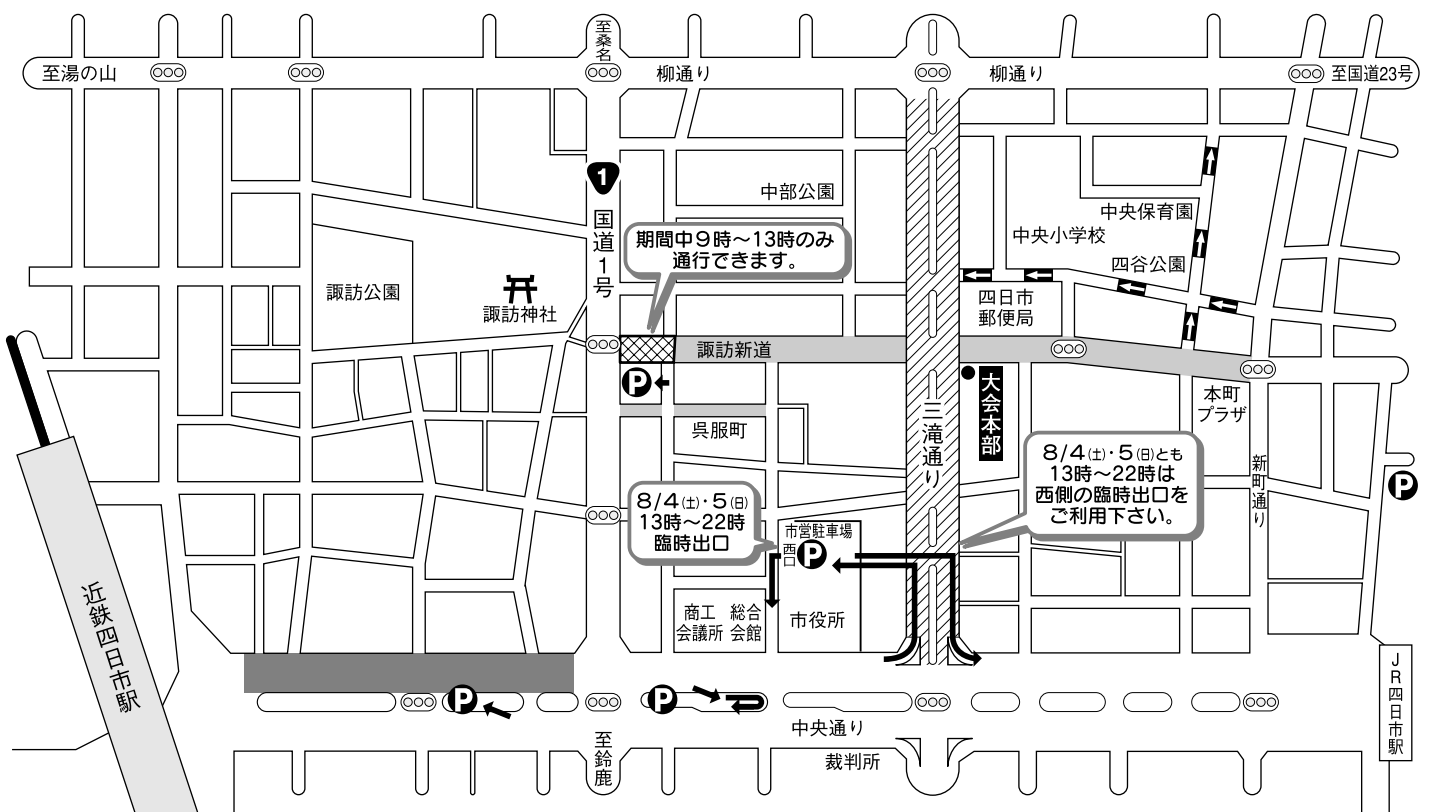 至桑名
至湯の山
柳通り
柳通り
至国道23号
1
国道1号
中部公園
中央保育園
中央小学校
四谷公園
期間中9時～13時のみ
通行できます。
諏訪公園
諏訪神社
四日市
郵便局
諏訪新道
P
大会本部
本町
プラザ
三滝通り
呉服町
8/4(土)・5(日)とも
13時～22時は
西側の臨時出口を
ご利用下さい。
新町通り
P
8/4(土)・5(日)
13時～22時
臨時出口
市営駐車場
西口
P
商工
会議所
総合
会館
市役所
近鉄四日市駅
JR四日市駅
P
P
中央通り
至鈴鹿
裁判所